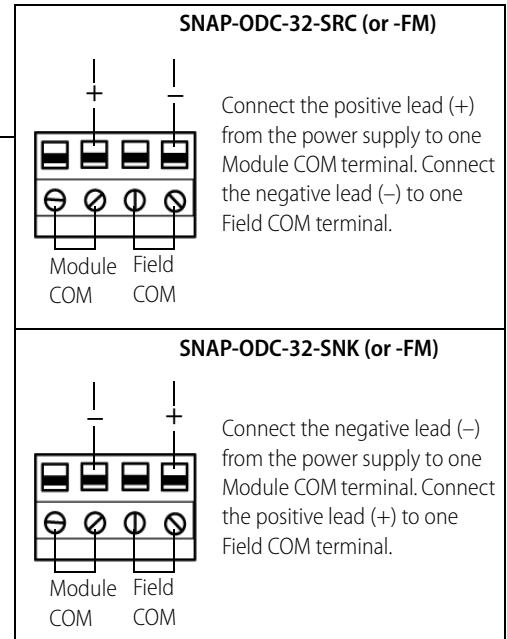 SNAP-ODC-32-SRC (or -FM)
+ –
Connect the positive lead (+)
from the power supply to one
Module COM terminal. Connect
the negative lead (–) to one
Field COM terminal.
Module Field
COM COM
SNAP-ODC-32-SNK (or -FM)
– +
Connect the negative lead (–)
from the power supply to one
Module COM terminal. Connect
the positive lead (+) to one
Field COM terminal.
Module Field
COM COM